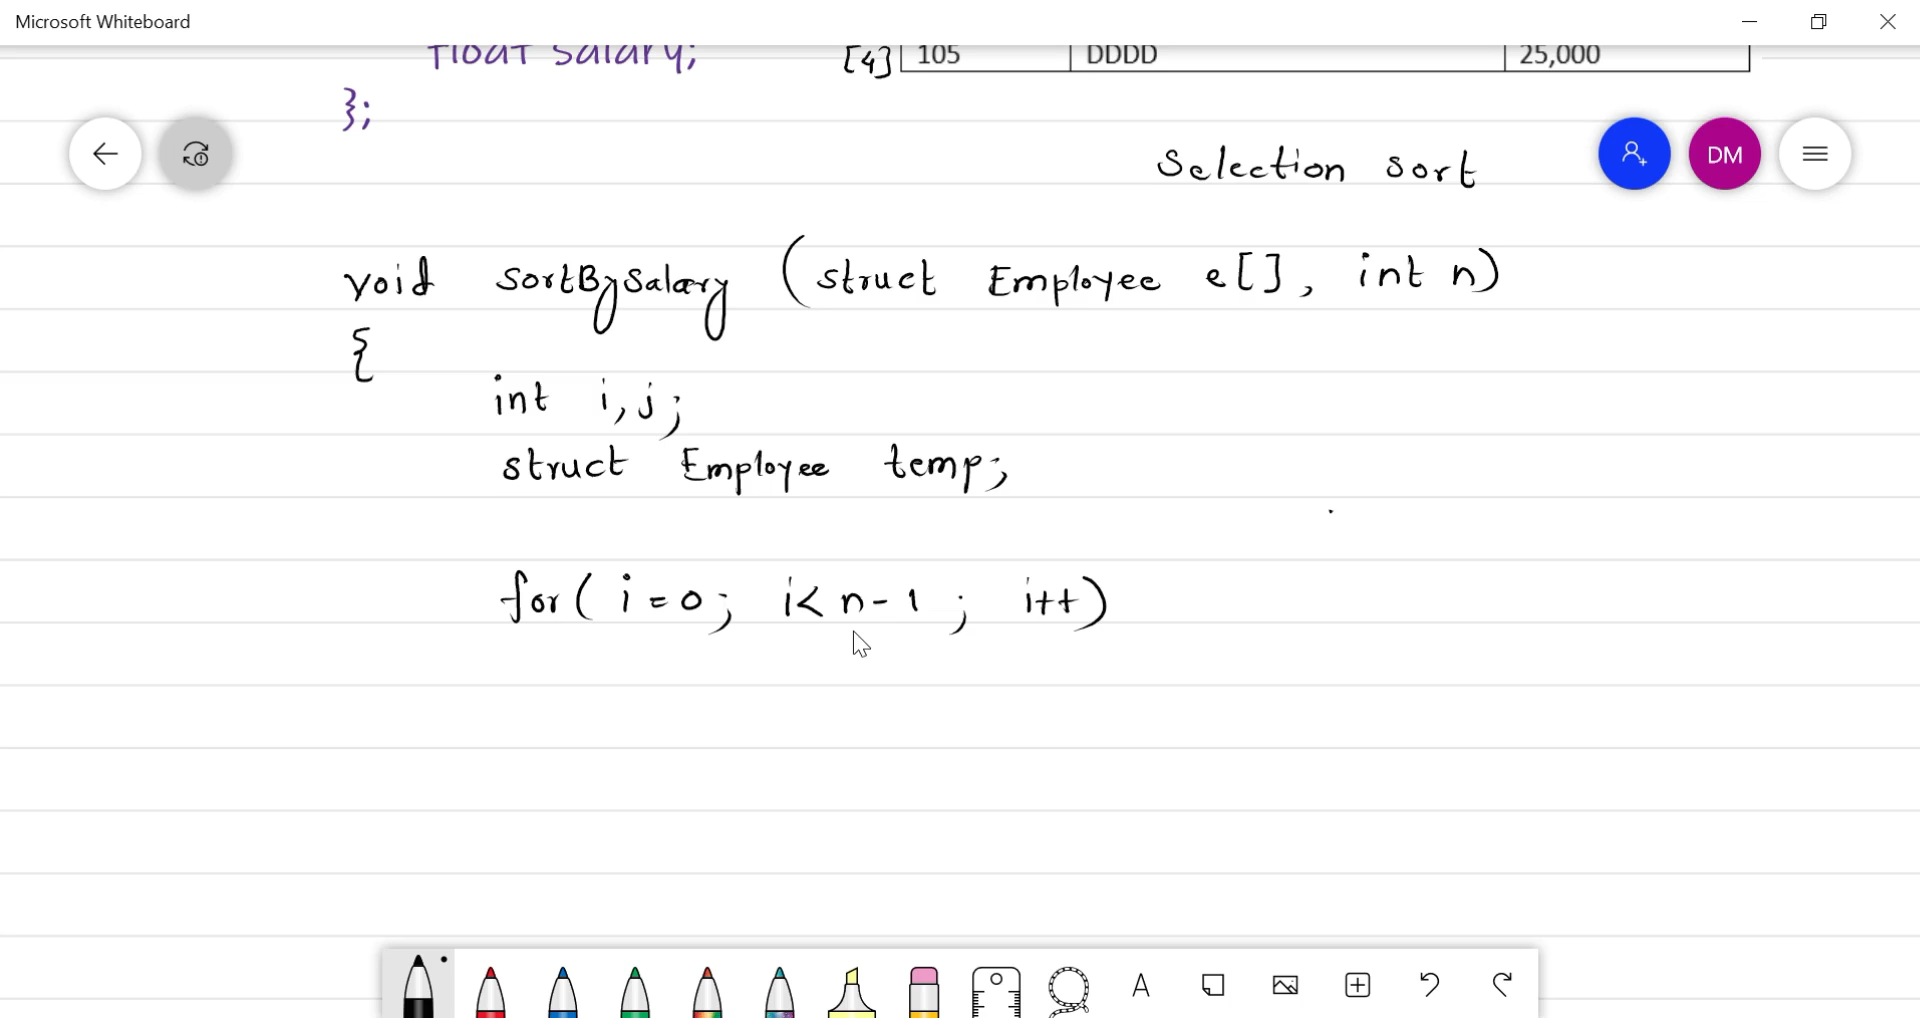 Microsoft Whiteboard
float salary;
[4] 105 DDDD 25,000
};
DM
Selection sort
void sortBySalary (struct Employee e[], int n)
{
int i,j;
struct Employee temp;
for( i=0; i<n-1; i++)
A